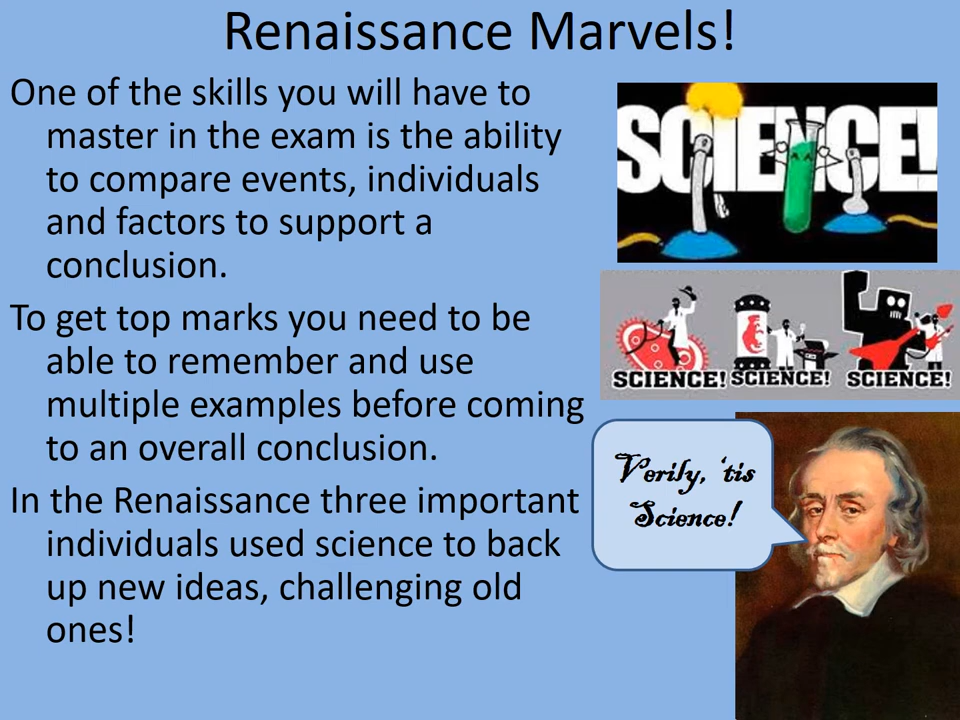 Renaissance Marvels!
One of the skills you will have to
master in the exam is the ability
to compare events, individuals
and factors to support a
conclusion.
To get top marks you need to be
able to remember and use
multiple examples before coming
to an overall conclusion.
In the Renaissance three important
individuals used science to back
up new ideas, challenging old
ones!
SCIENCE!
SCIENCE! SCIENCE! SCIENCE!
Verily, ‘tis
Science!